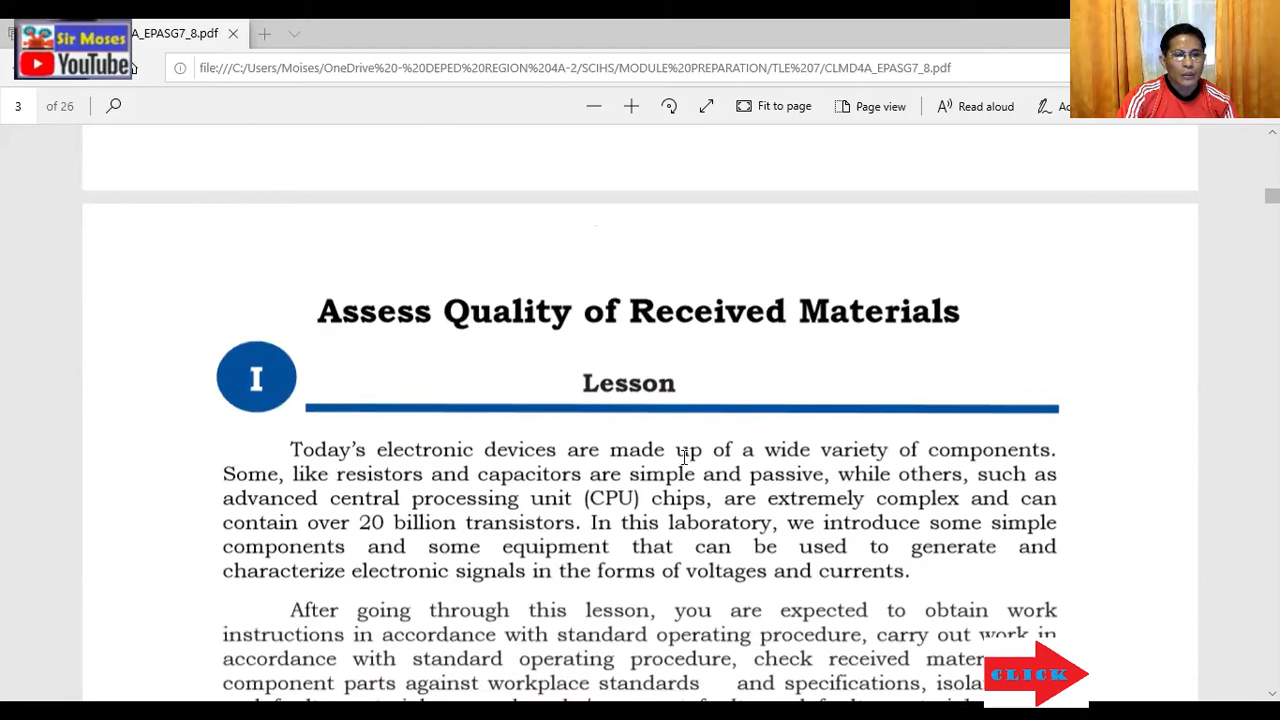 Sir Moses
YouTube
_EPASG7_8.pdf
file:///C:/Users/Moises/OneDrive%20-%20DEPED%20REGION%204A-2/SCIHS/MODULE%20PREPARATION/TLE%207/CLMD4A_EPASG7_8.pdf
3 of 26
Fit to page
Page view
Read aloud
Assess Quality of Received Materials
I
Lesson
Today's electronic devices are made up of a wide variety of components.
Some, like resistors and capacitors are simple and passive, while others, such as
advanced central processing unit (CPU) chips, are extremely complex and can
contain over 20 billion transistors. In this laboratory, we introduce some simple
components and some equipment that can be used to generate and
characterize electronic signals in the forms of voltages and currents.
After going through this lesson, you are expected to obtain work
instructions in accordance with standard operating procedure, carry out work in
accordance with standard operating procedure, check received
component parts against workplace standards and specifications,
CLICK